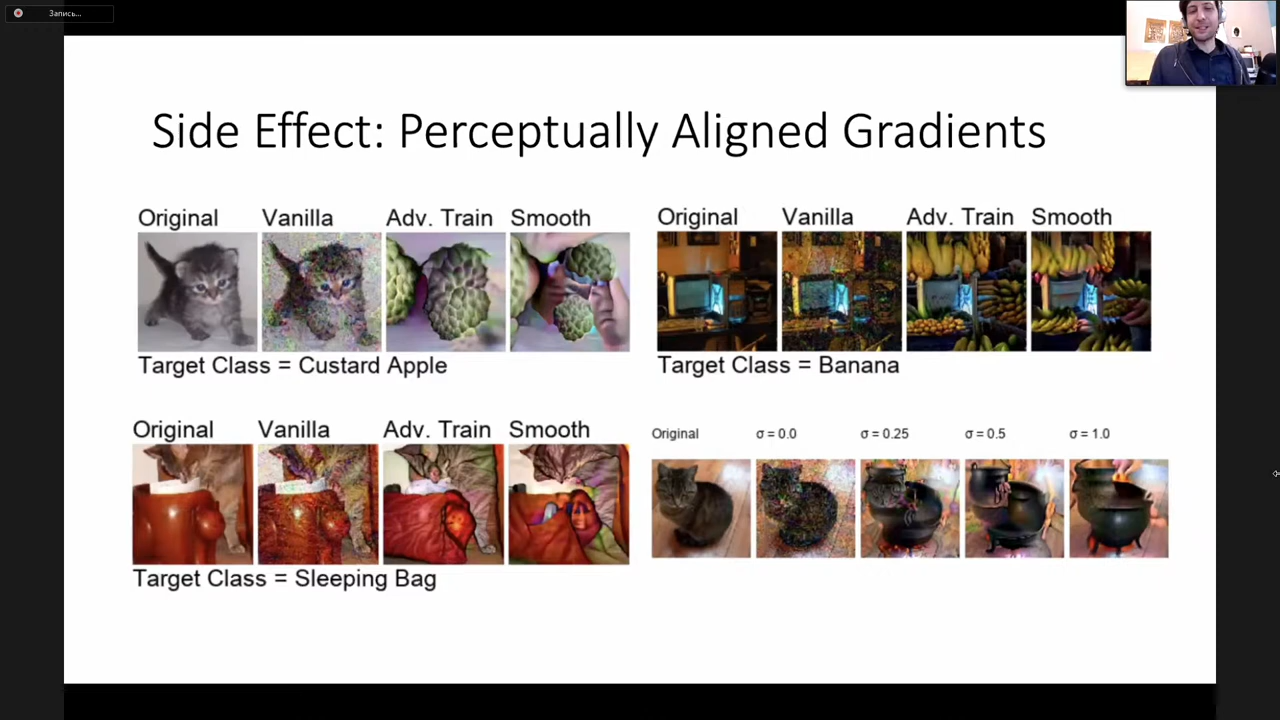 Запись...
Side Effect: Perceptually Aligned Gradients
Original Vanilla Adv. Train Smooth
Target Class = Custard Apple
Original Vanilla Adv. Train Smooth
Target Class = Banana
Original Vanilla Adv. Train Smooth
Target Class = Sleeping Bag
Original σ = 0.0 σ = 0.25 σ = 0.5 σ = 1.0